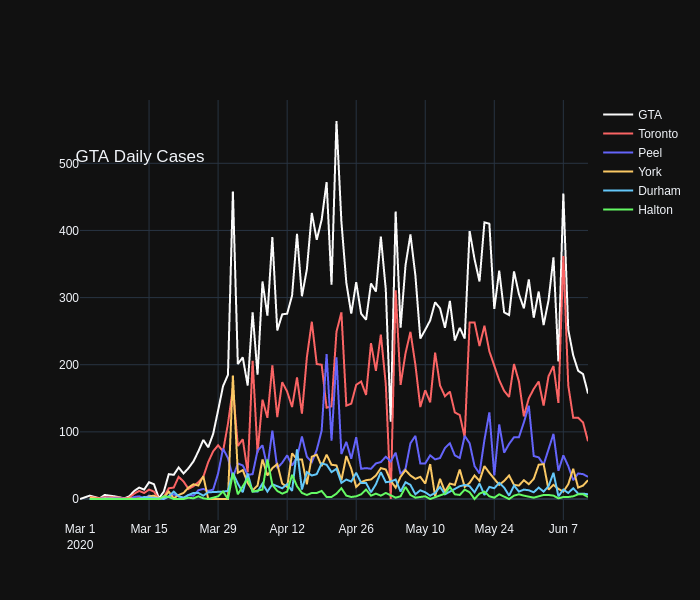 GTA Daily Cases
GTA
Toronto
Peel
York
Durham
Halton
500
400
300
200
100
0
Mar 1
2020
Mar 15
Mar 29
Apr 12
Apr 26
May 10
May 24
Jun 7